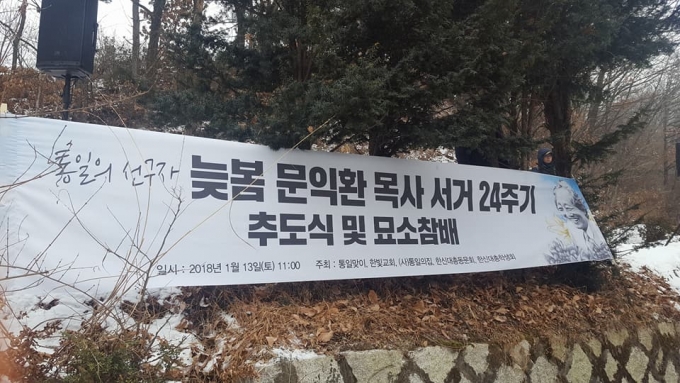 통일의 선구자 늦봄 문익환 목사 서거 24주기
추도식 및 묘소참배
일시 : 2018년 1월 13일(토) 11:00 주최 : 통일맞이, 한빛교회, (사)통일의집, 한신대총동문회, 한신대총학생회